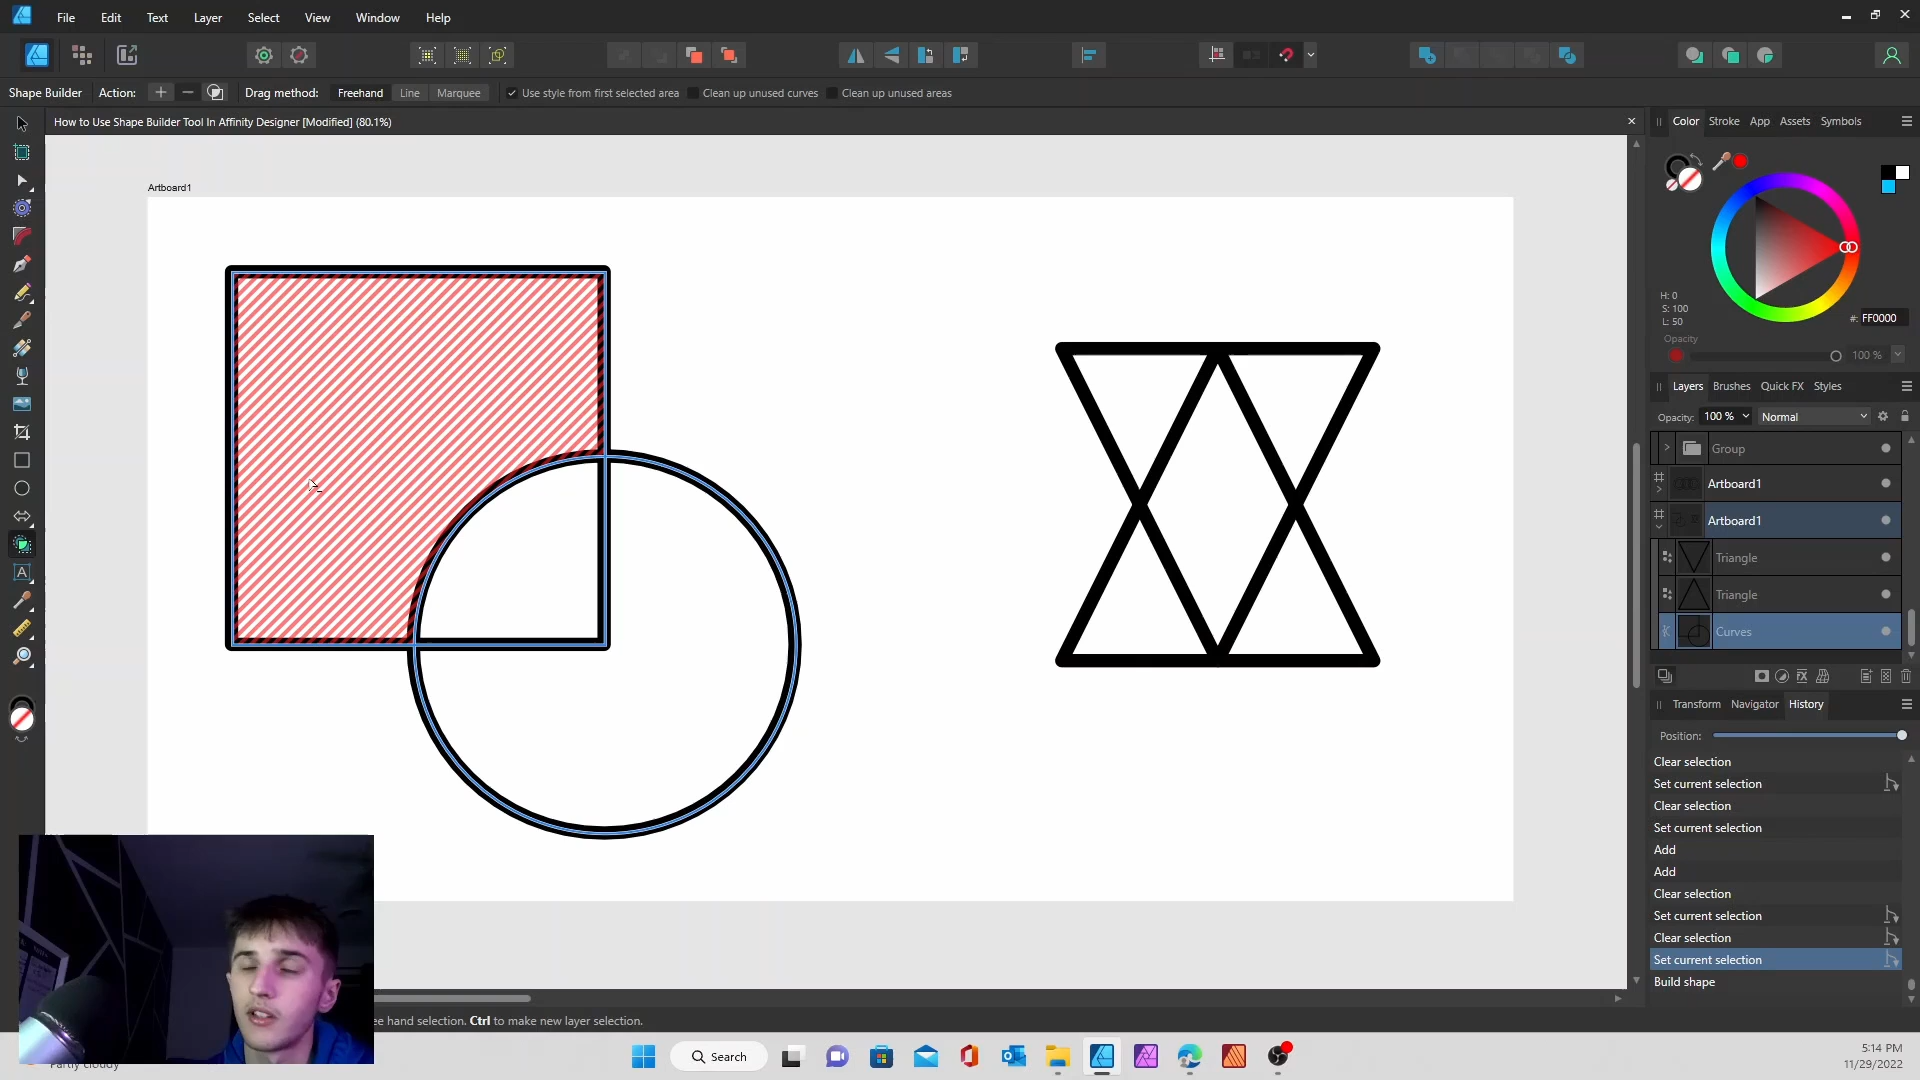 File Edit Text Layer Select View Window Help
Shape Builder Action: Drag method: Freehand Line Marquee Use style from first selected area Clean up unused curves Clean up unused areas
How to Use Shape Builder Tool In Affinity Designer [Modified] (80.1%)
Artboard1
Color Stroke App Assets Symbols
H: 0
S: 100
L: 50
#: FF0000
Opacity
100 %
Layers Brushes Quick FX Styles
Opacity: 100 % Normal
Group
Artboard1
Artboard1
Triangle
Triangle
Curves
Transform Navigator History
Position:
Clear selection
Set current selection
Clear selection
Set current selection
Add
Add
Clear selection
Set current selection
Clear selection
Set current selection
Build shape
hand selection. Ctrl to make new layer selection.
Partly cloudy
Search
5:14 PM
11/29/2022